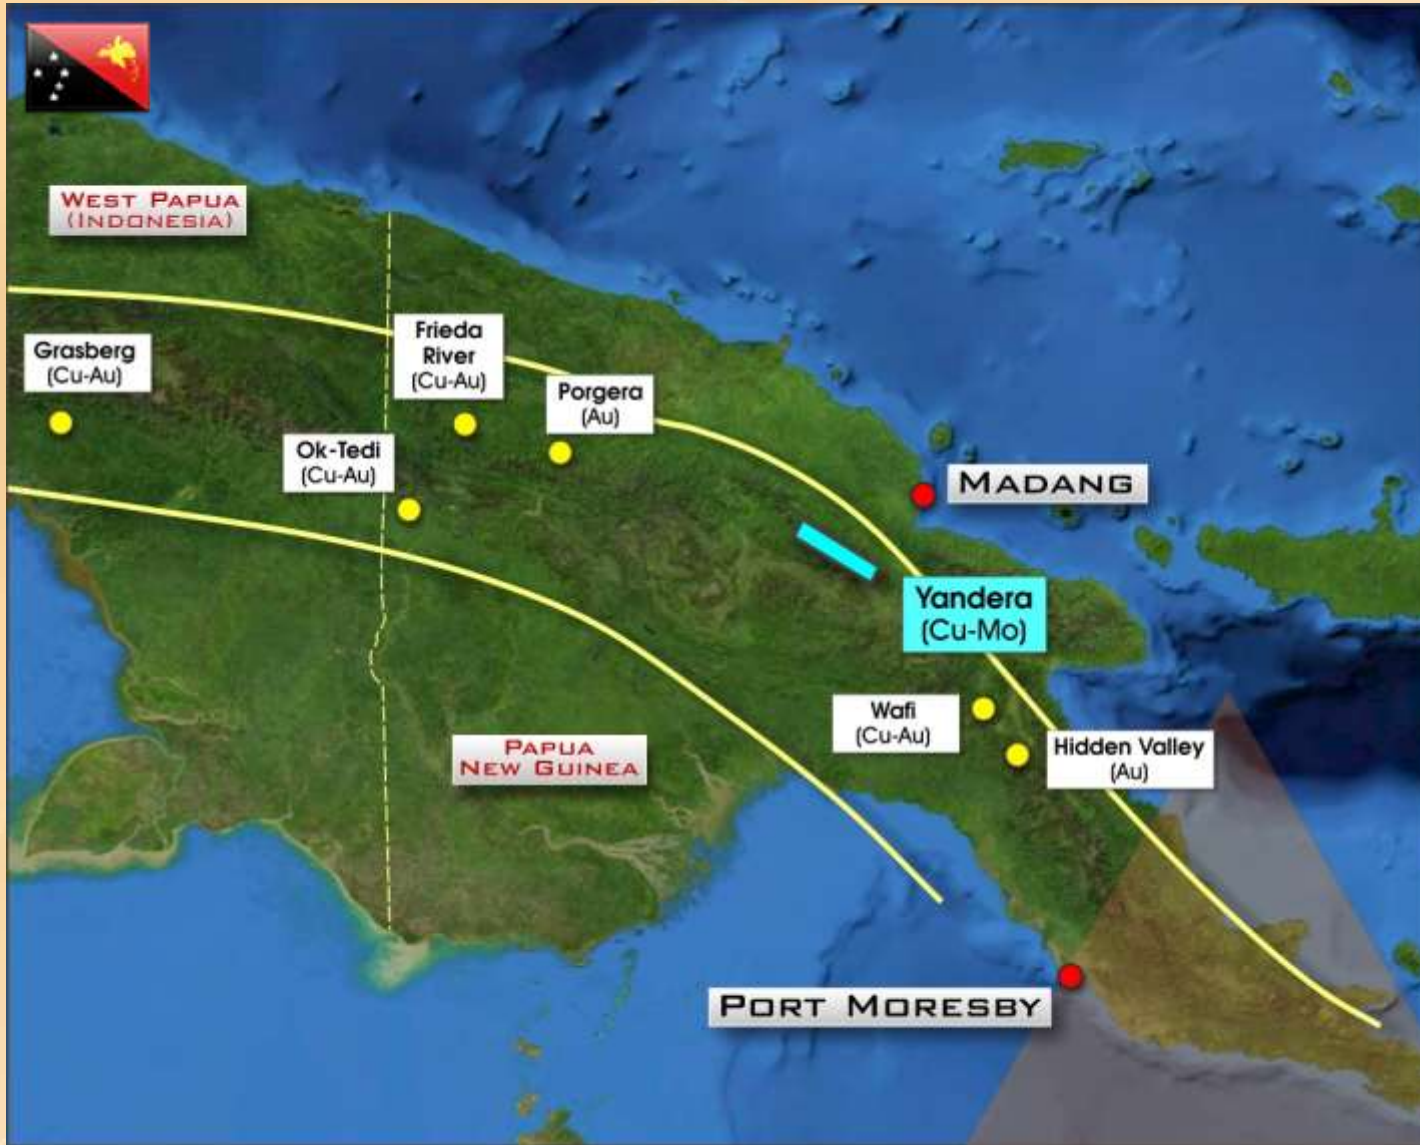 WEST PAPUA
(INDONESIA)
Grasberg
(Cu-Au)
Frieda
River
(Cu-Au)
Porgera
(Au)
Ok-Tedi
(Cu-Au)
MADANG
Yandera
(Cu-Mo)
Wafi
(Cu-Au)
Hidden Valley
(Au)
PAPUA
NEW GUINEA
PORT MORESBY